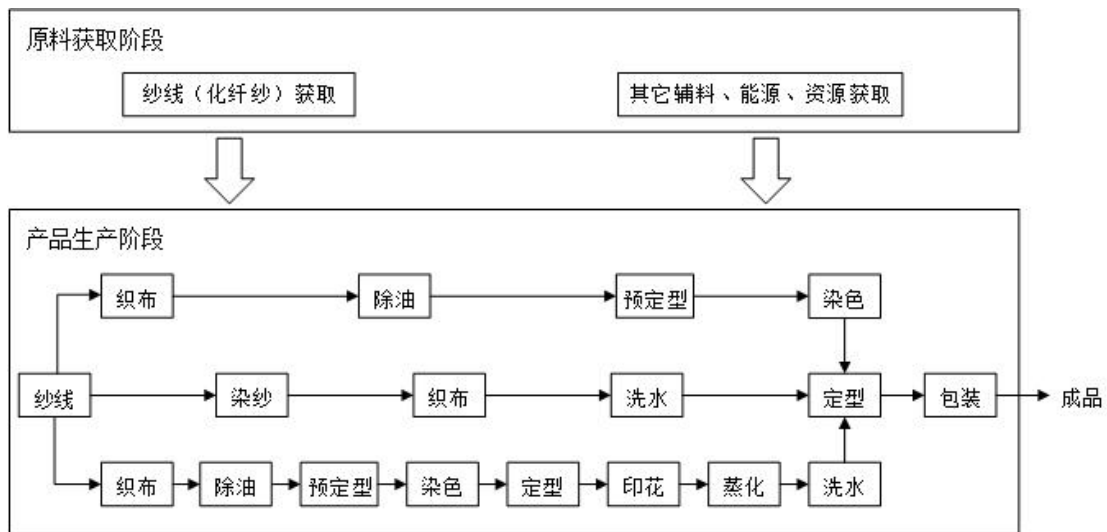 原料获取阶段
纱线（化纤纱）获取
其它辅料、能源、资源获取
产品生产阶段
织布
除油
预定型
染色
纱线
染纱
织布
洗水
定型
包装
成品
织布
除油
预定型
染色
定型
印花
蒸化
洗水